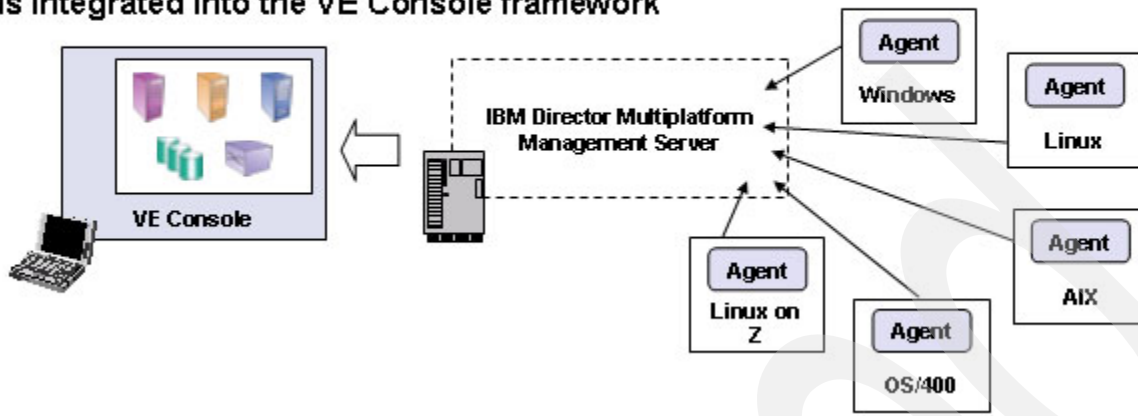 is integrated into the VE Console framework
Agent
Windows
Agent
Linux
IBM Director Multiplatform
Management Server
VE Console
Agent
AIX
Agent
Linux on
Z
Agent
OS/400